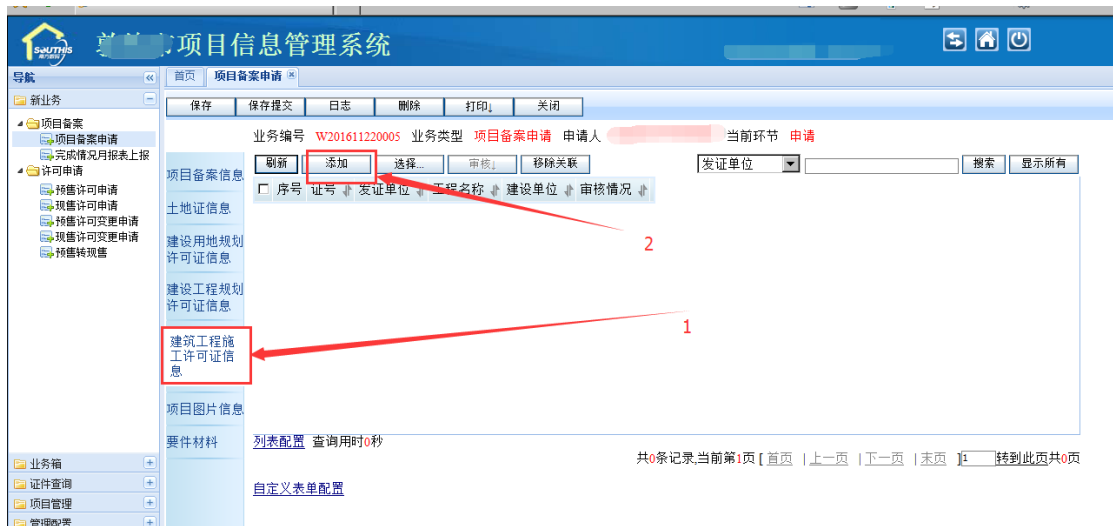 SOUTHIS
南方数码
市项目信息管理系统
导航
首页 项目备案申请
新业务
保存 保存提交 日志 删除 打印↓ 关闭
项目备案
项目备案申请
完成情况月报表上报
许可申请
预售许可申请
现售许可申请
预售许可变更申请
现售许可变更申请
预售转现售
业务编号 W201611220005 业务类型 项目备案申请 申请人 当前环节 申请
刷新 添加 选择... 审核↓ 移除关联 发证单位 搜索 显示所有
序号 证号 发证单位 工程名称 建设单位 审核情况
项目备案信息
土地证信息
建设用地规划
许可证信息
建设工程规划
许可证信息
建筑工程施
工许可证信
息
项目图片信息
要件材料
2
1
列表配置 查询用时0秒
共0条记录,当前第1页 [ 首页 | 上一页 | 下一页 | 末页 ]1 转到此页共0页
自定义表单配置
业务箱
证件查询
项目管理
管理配置